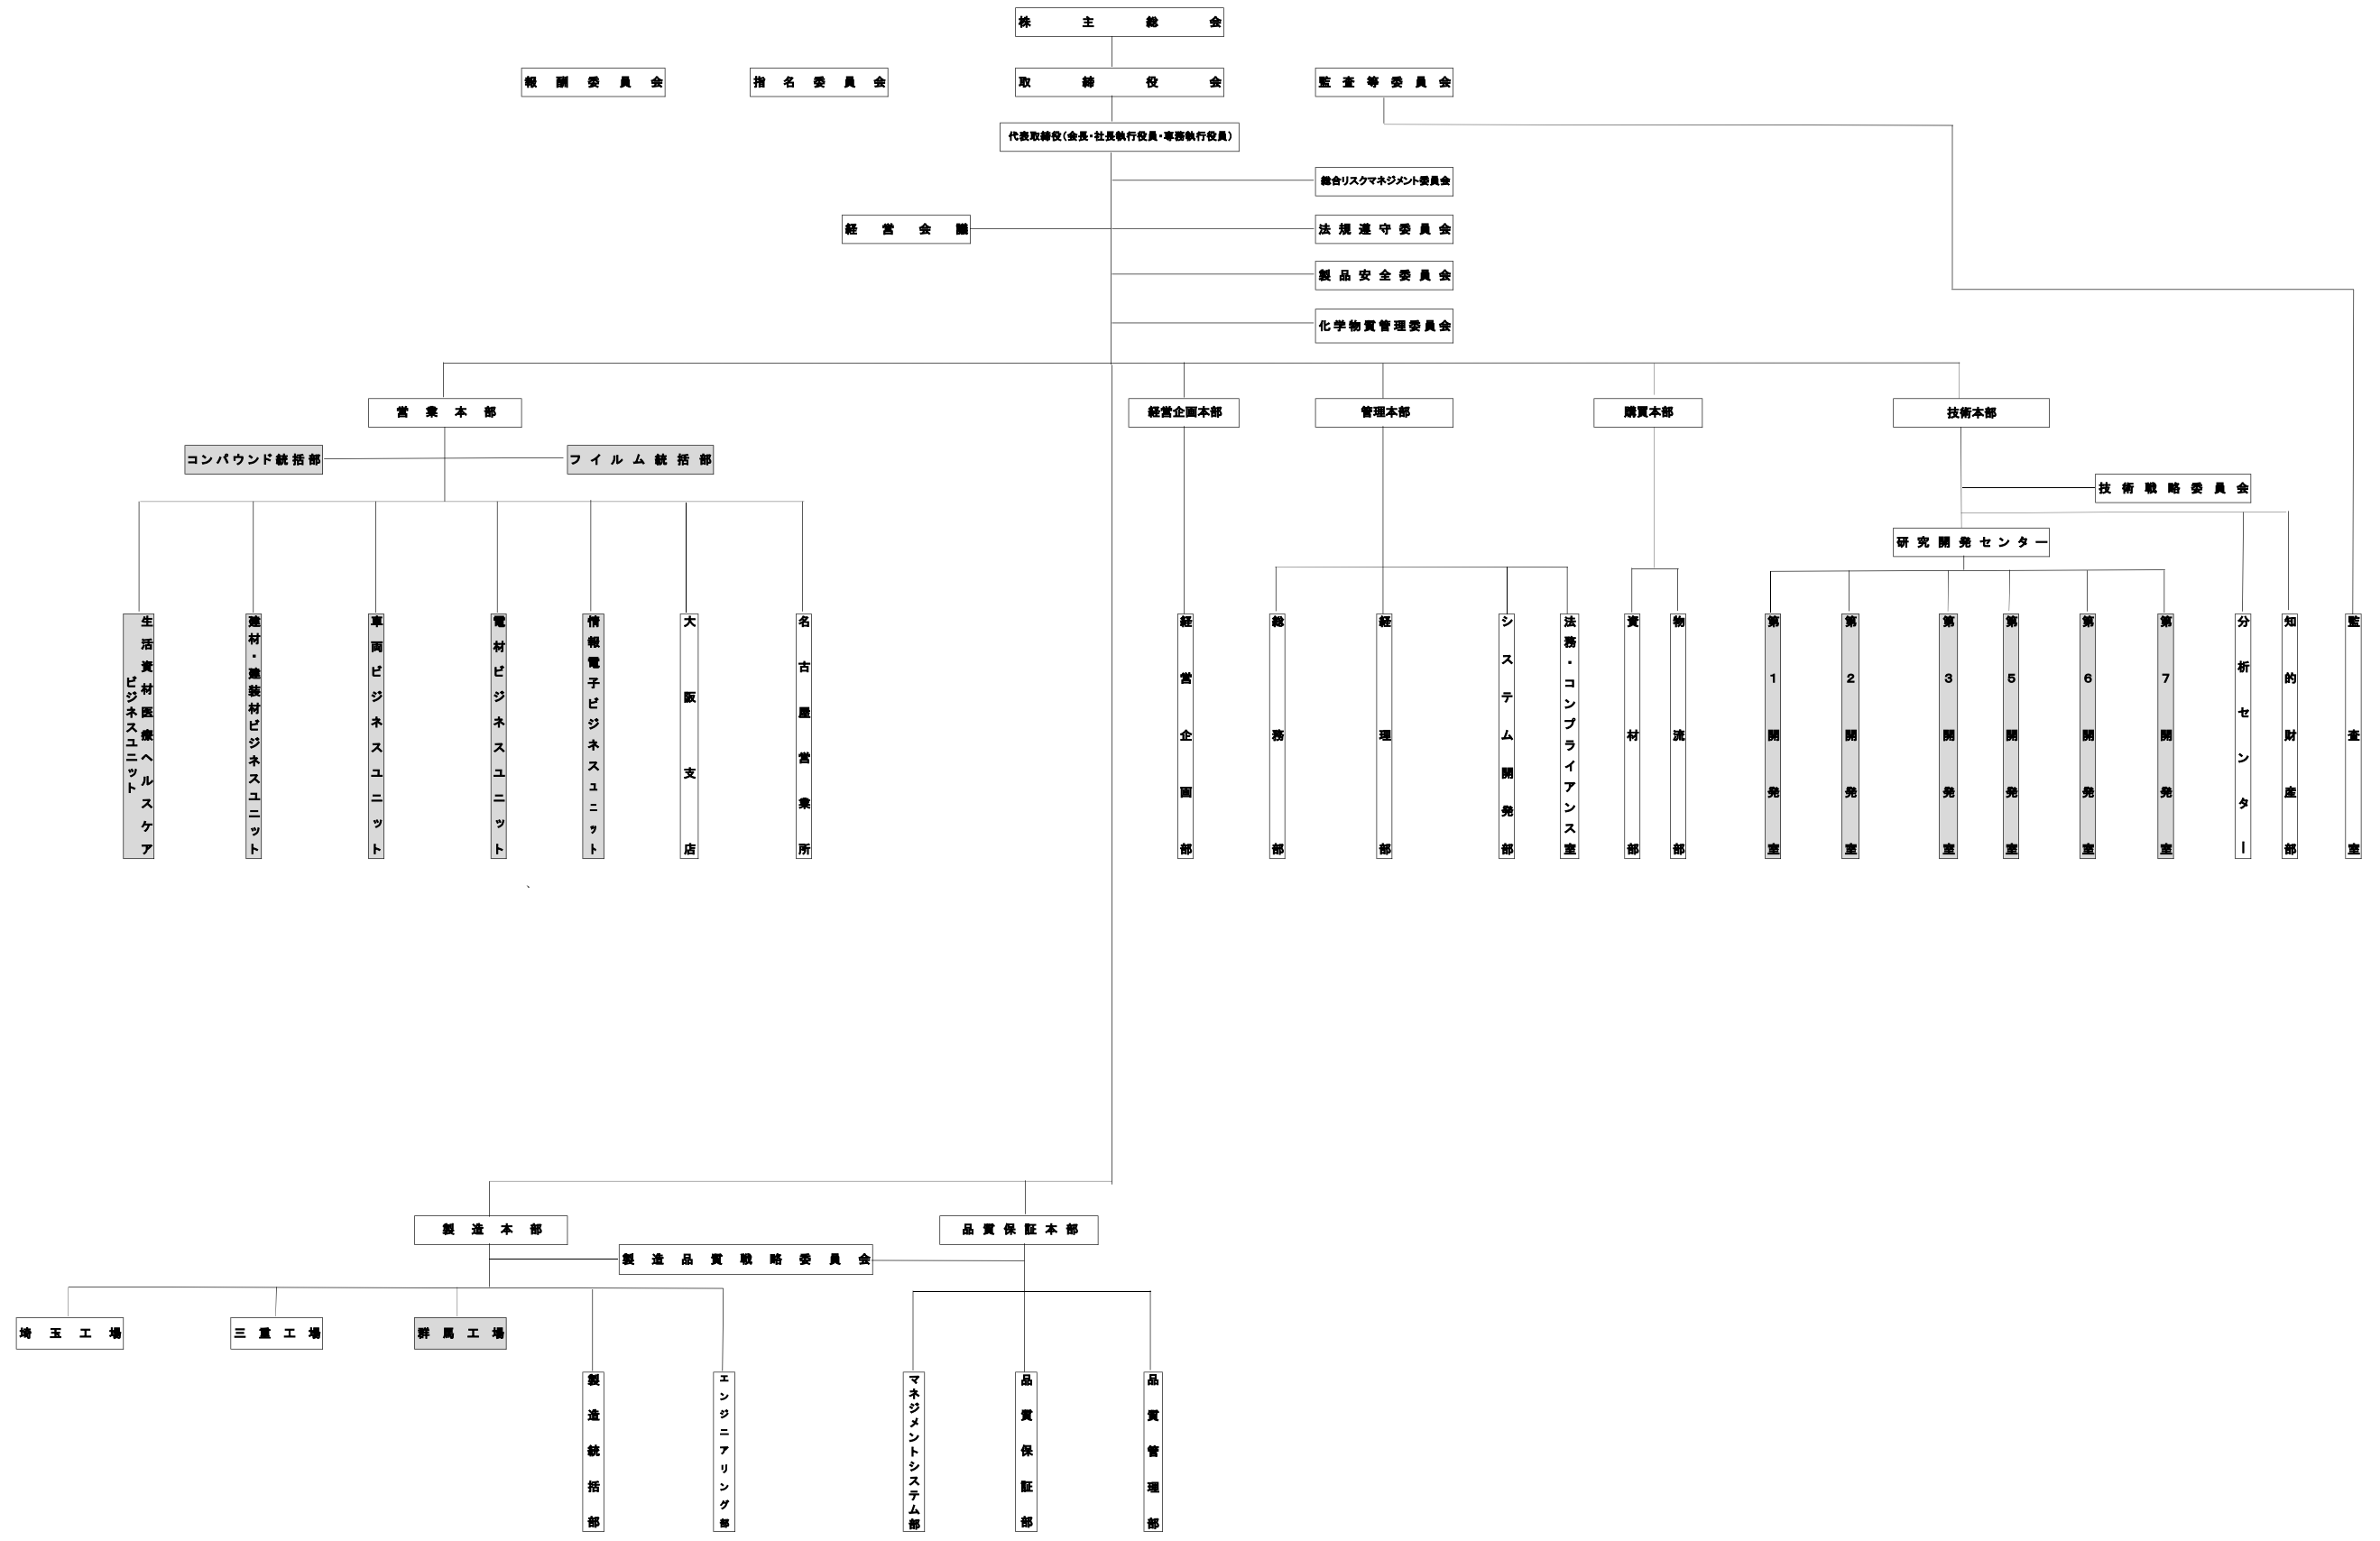 株主総会
報酬委員会
指名委員会
取締役会
監査等委員会
代表取締役(会長・社長執行役員・専務執行役員)
総合リスクマネジメント委員会
経営会議
法規遵守委員会
製品安全委員会
化学物質管理委員会
営業本部
経営企画本部
管理本部
購買本部
技術本部
コンパウンド統括部
フイルム統括部
技術戦略委員会
研究開発センター
生活資材医療ヘルスケア
ビジネスユニット
建材・建装材ビジネスユニット
車両ビジネスユニット
電材ビジネスユニット
情報電子ビジネスユニット
大阪支店
名古屋営業所
経営企画部
総務部
経理部
システム開発部
法務・コンプライアンス室
資材部
物流部
第1開発室
第2開発室
第3開発室
第5開発室
第6開発室
第7開発室
分析センター
知的財産部
監査室
、
製造本部
品質保証本部
製造品質戦略委員会
埼玉工場
三重工場
群馬工場
製造統括部
エンジニアリング部
マネジメントシステム部
品質保証部
品質管理部